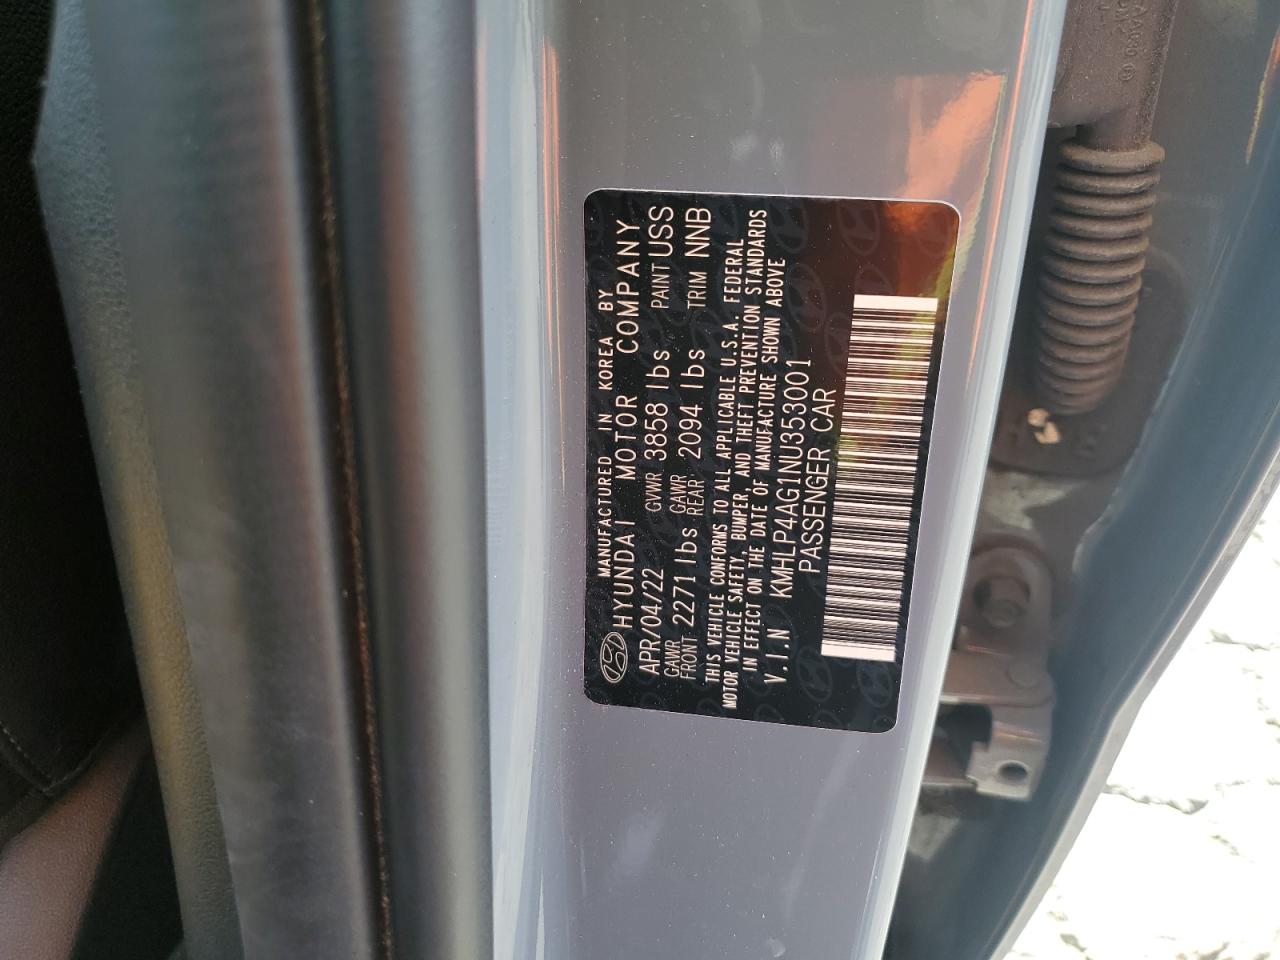 MANUFACTURED IN KOREA BY
HYUNDAI MOTOR COMPANY
APR/04/22 GVWR 3858 lbs PAINT USS
GAWR FRONT 2271 lbs GAWR REAR 2094 lbs TRIM NNB
THIS VEHICLE CONFORMS TO ALL APPLICABLE U.S.A. FEDERAL
MOTOR VEHICLE SAFETY, BUMPER, AND THEFT PREVENTION STANDARDS
IN EFFECT ON THE DATE OF MANUFACTURE SHOWN ABOVE
V.I.N KMHLP4AG1NU353001
PASSENGER CAR